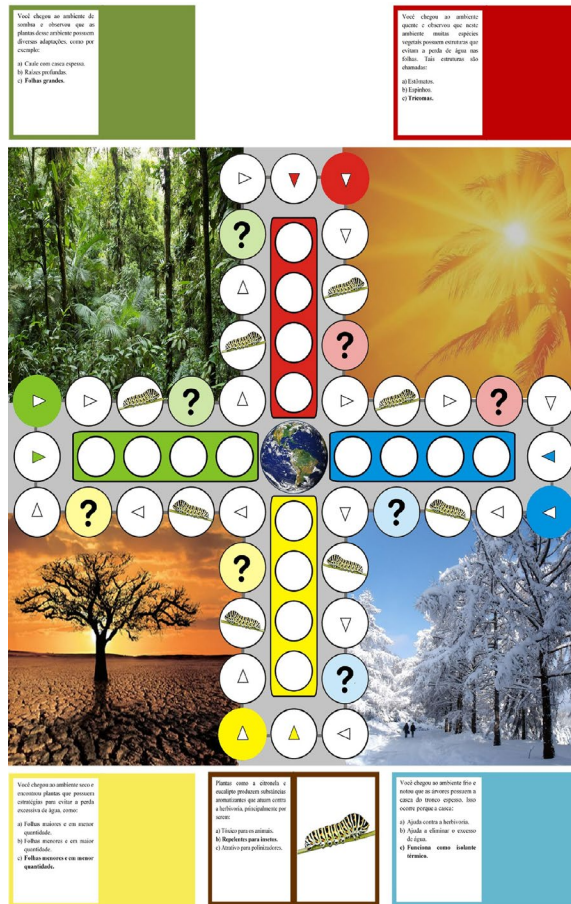 Você chegou ao ambiente de
sombra e observou que as
plantas desse ambiente possuem
diversas adaptações, como por
exemplo:
a) Caule com casca espessa.
b) Raízes profundas.
c) Folhas grandes.
Você chegou ao ambiente
quente e observou que neste
ambiente muitas espécies
vegetais possuem estruturas que
evitam a perda de água nas
folhas. Tais estruturas são
chamadas:
a) Estômatos.
b) Espinhos.
c) Tricomas.
?
?
?
?
?
?
?
?
Você chegou ao ambiente seco e
encontrou plantas que possuem
estratégias para evitar a perda
excessiva de água, como:
a) Folhas maiores e em menor
quantidade.
b) Folhas menores e em maior
quantidade.
c) Folhas menores e em menor
quantidade.
Plantas como a citronela e
eucalipto produzem substâncias
aromatizantes que atuam contra
a herbivoria, principalmente por
serem:
a) Tóxico para os animais.
b) Repelentes para insetos.
c) Atrativo para polinizadores.
Você chegou ao ambiente frio e
notou que as árvores possuem a
casca do tronco espesso. Isso
ocorre porque a casca:
a) Ajuda contra a herbivoria.
b) Ajuda a eliminar o excesso
de água.
c) Funciona como isolante
térmico.